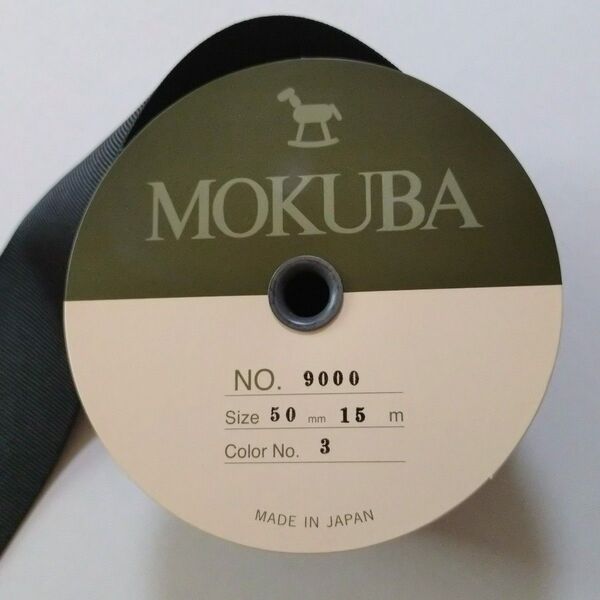 MOKUBA
NO. 9000
Size 50 mm 15 m
Color No. 3
MADE IN JAPAN